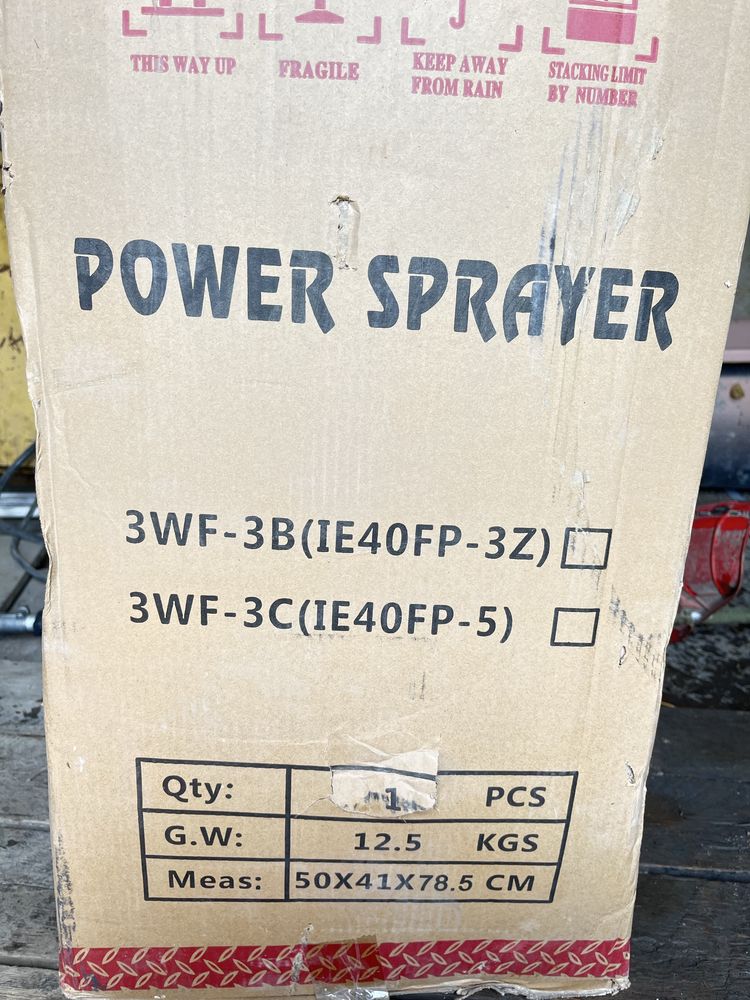 THIS WAY UP
FRAGILE
KEEP AWAY
FROM RAIN
STACKING LIMIT
BY NUMBER
POWER SPRAYER
3WF-3B(IE40FP-3Z)
3WF-3C(IE40FP-5)
Qty: 1 PCS
G.W: 12.5 KGS
Meas: 50X41X78.5 CM